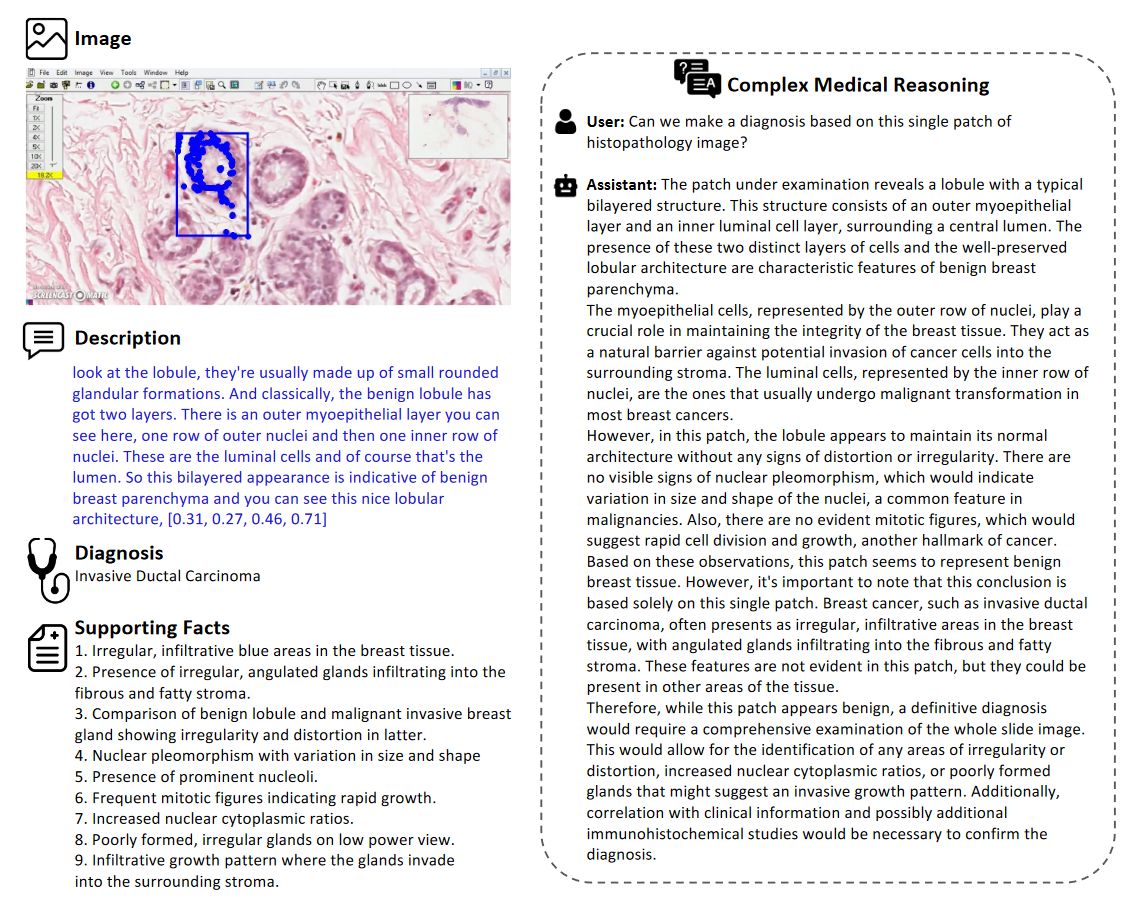 Image
File Edit Image View Tools Window Help
Zoom
Fit
1X
2X
4X
5X
10X
20X
18.2X
SCREENCAST MATIC
Description
look at the lobule, they're usually made up of small rounded
glandular formations. And classically, the benign lobule has
got two layers. There is an outer myoepithelial layer you can
see here, one row of outer nuclei and then one inner row of
nuclei. These are the luminal cells and of course that's the
lumen. So this bilayered appearance is indicative of benign
breast parenchyma and you can see this nice lobular
architecture, [0.31, 0.27, 0.46, 0.71]
Diagnosis
Invasive Ductal Carcinoma
Supporting Facts
1. Irregular, infiltrative blue areas in the breast tissue.
2. Presence of irregular, angulated glands infiltrating into the
fibrous and fatty stroma.
3. Comparison of benign lobule and malignant invasive breast
gland showing irregularity and distortion in latter.
4. Nuclear pleomorphism with variation in size and shape
5. Presence of prominent nucleoli.
6. Frequent mitotic figures indicating rapid growth.
7. Increased nuclear cytoplasmic ratios.
8. Poorly formed, irregular glands on low power view.
9. Infiltrative growth pattern where the glands invade
into the surrounding stroma.
? A
Complex Medical Reasoning
User: Can we make a diagnosis based on this single patch of
histopathology image?
Assistant: The patch under examination reveals a lobule with a typical
bilayered structure. This structure consists of an outer myoepithelial
layer and an inner luminal cell layer, surrounding a central lumen. The
presence of these two distinct layers of cells and the well-preserved
lobular architecture are characteristic features of benign breast
parenchyma.
The myoepithelial cells, represented by the outer row of nuclei, play a
crucial role in maintaining the integrity of the breast tissue. They act as
a natural barrier against potential invasion of cancer cells into the
surrounding stroma. The luminal cells, represented by the inner row of
nuclei, are the ones that usually undergo malignant transformation in
most breast cancers.
However, in this patch, the lobule appears to maintain its normal
architecture without any signs of distortion or irregularity. There are
no visible signs of nuclear pleomorphism, which would indicate
variation in size and shape of the nuclei, a common feature in
malignancies. Also, there are no evident mitotic figures, which would
suggest rapid cell division and growth, another hallmark of cancer.
Based on these observations, this patch seems to represent benign
breast tissue. However, it's important to note that this conclusion is
based solely on this single patch. Breast cancer, such as invasive ductal
carcinoma, often presents as irregular, infiltrative areas in the breast
tissue, with angulated glands infiltrating into the fibrous and fatty
stroma. These features are not evident in this patch, but they could be
present in other areas of the tissue.
Therefore, while this patch appears benign, a definitive diagnosis
would require a comprehensive examination of the whole slide image.
This would allow for the identification of any areas of irregularity or
distortion, increased nuclear cytoplasmic ratios, or poorly formed
glands that might suggest an invasive growth pattern. Additionally,
correlation with clinical information and possibly additional
immunohistochemical studies would be necessary to confirm the
diagnosis.